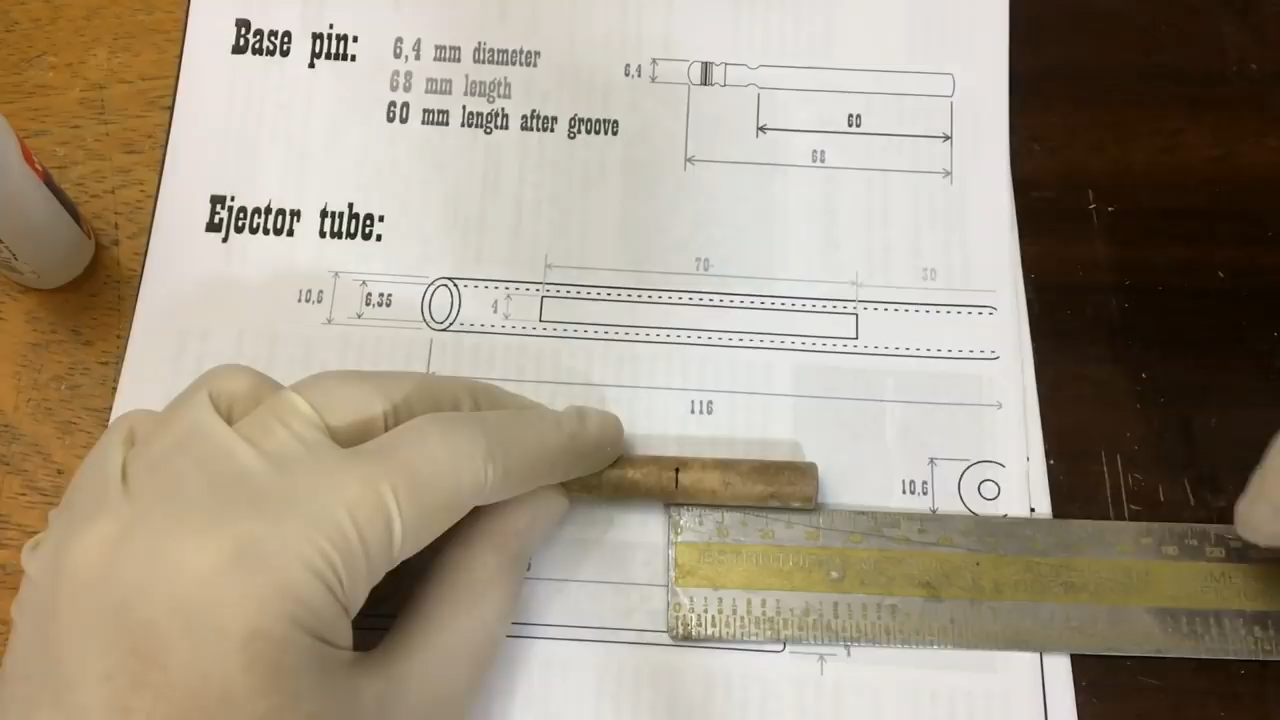 Base pin:
6,4 mm diameter
68 mm length
60 mm length after groove
6,4
60
68
Ejector tube:
70
30
10,6
6,35
4
116
10,6